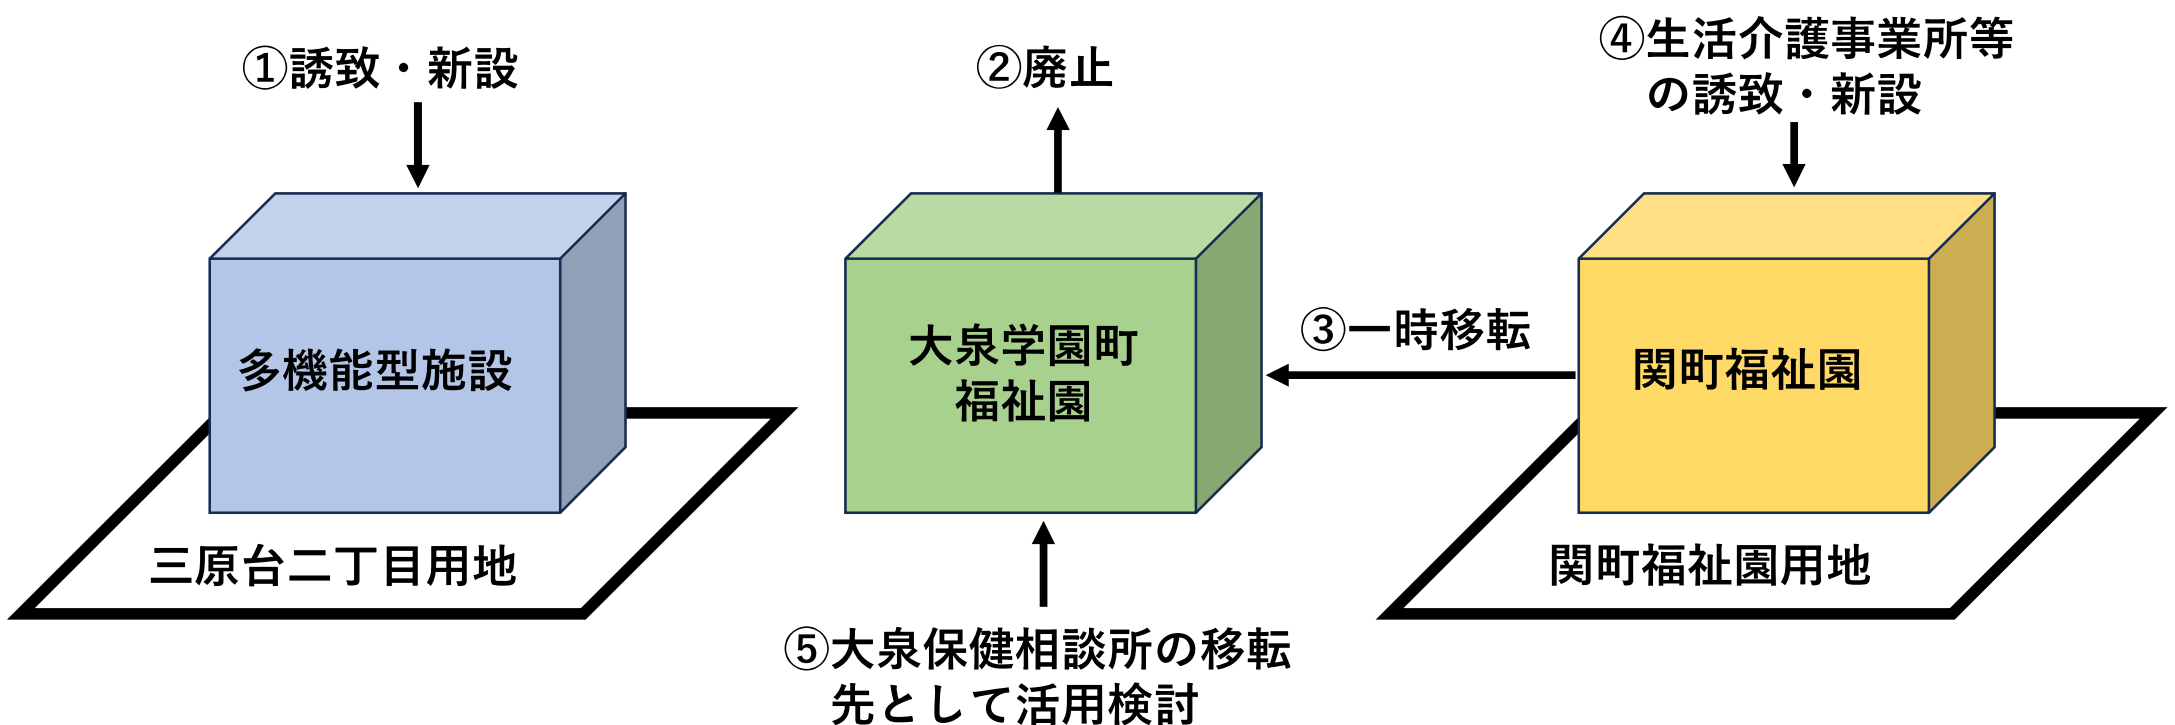 ①誘致・新設
②廃止
④生活介護事業所等
の誘致・新設
③一時移転
多機能型施設
大泉学園町
福祉園
関町福祉園
三原台二丁目用地
関町福祉園用地
⑤大泉保健相談所の移転
先として活用検討